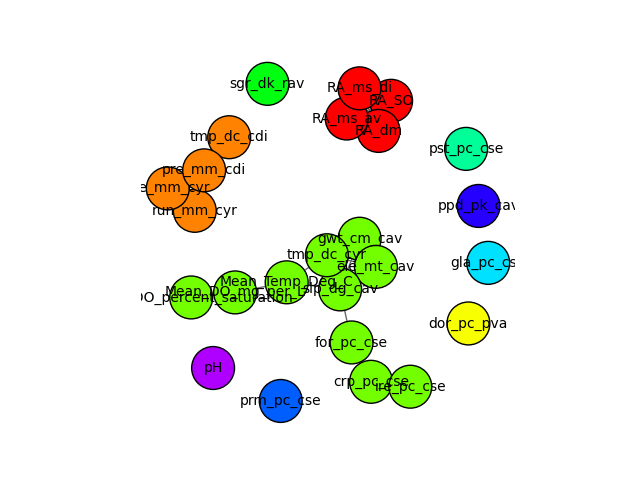 sgr_dk_rav
RA_ms_di
RA_SO
RA_ms_av
RA_dm
tmp_dc_cdi
pst_pc_cse
pre_mm_cdi
e_mm_cyr
run_mm_cyr
ppd_pk_cav
gwt_cm_cav
tmp_dc_cyr
ele_mt_cav
gla_pc_cs
Mean_Temp_Deg_C
slp_dg_cav
Mean_DO_mg_per_L
DO_percent_saturation
dor_pc_pva
for_pc_cse
pH
crp_pc_cse
ire_pc_cse
prm_pc_cse